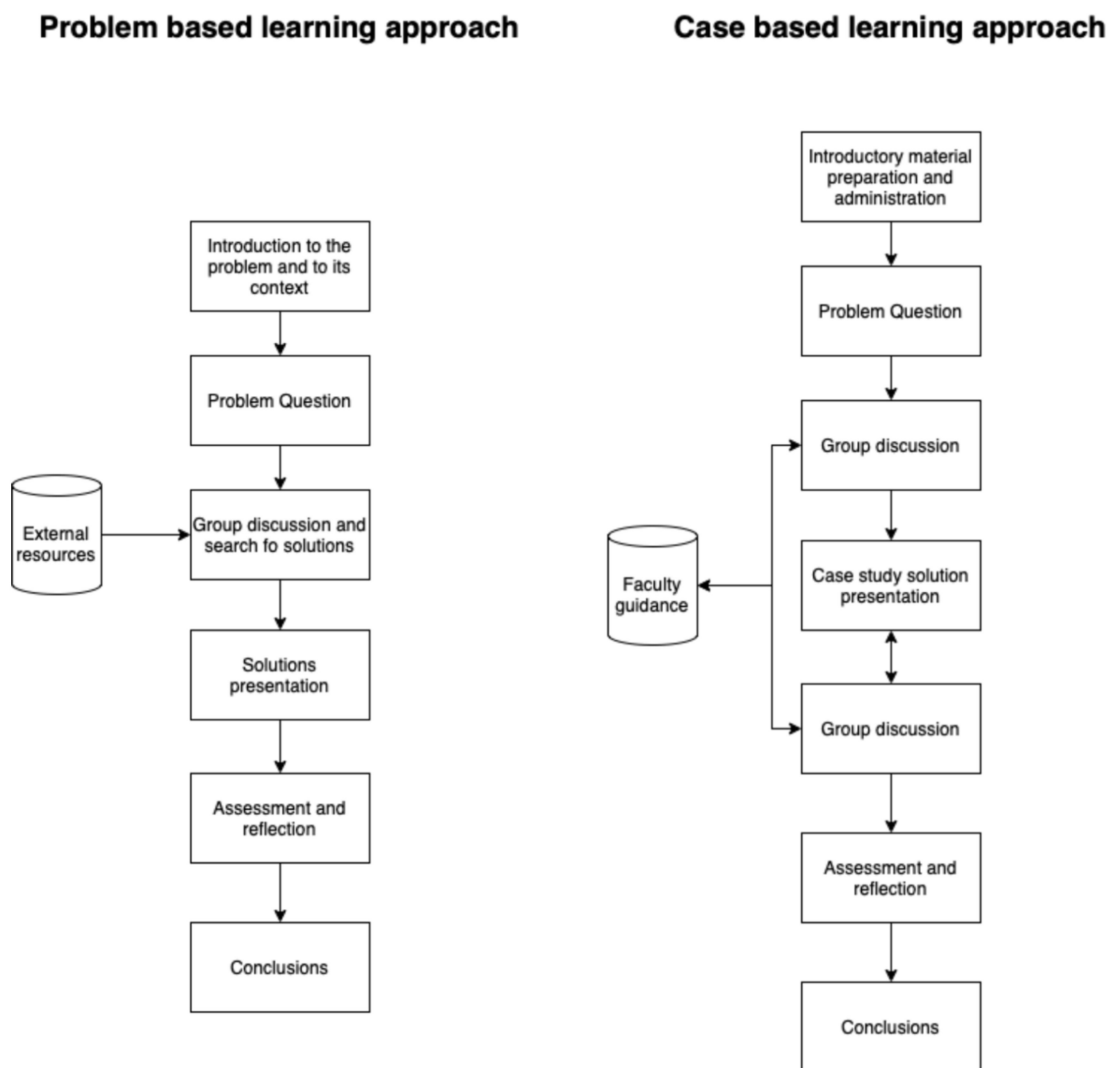 Problem based learning approach
Introduction to the
problem and to its
context
Problem Question
External
resources
Group discussion and
search fo solutions
Solutions
presentation
Assessment and
reflection
Conclusions
Case based learning approach
Introductory material
preparation and
administration
Problem Question
Group discussion
Faculty
guidance
Case study solution
presentation
Group discussion
Assessment and
reflection
Conclusions